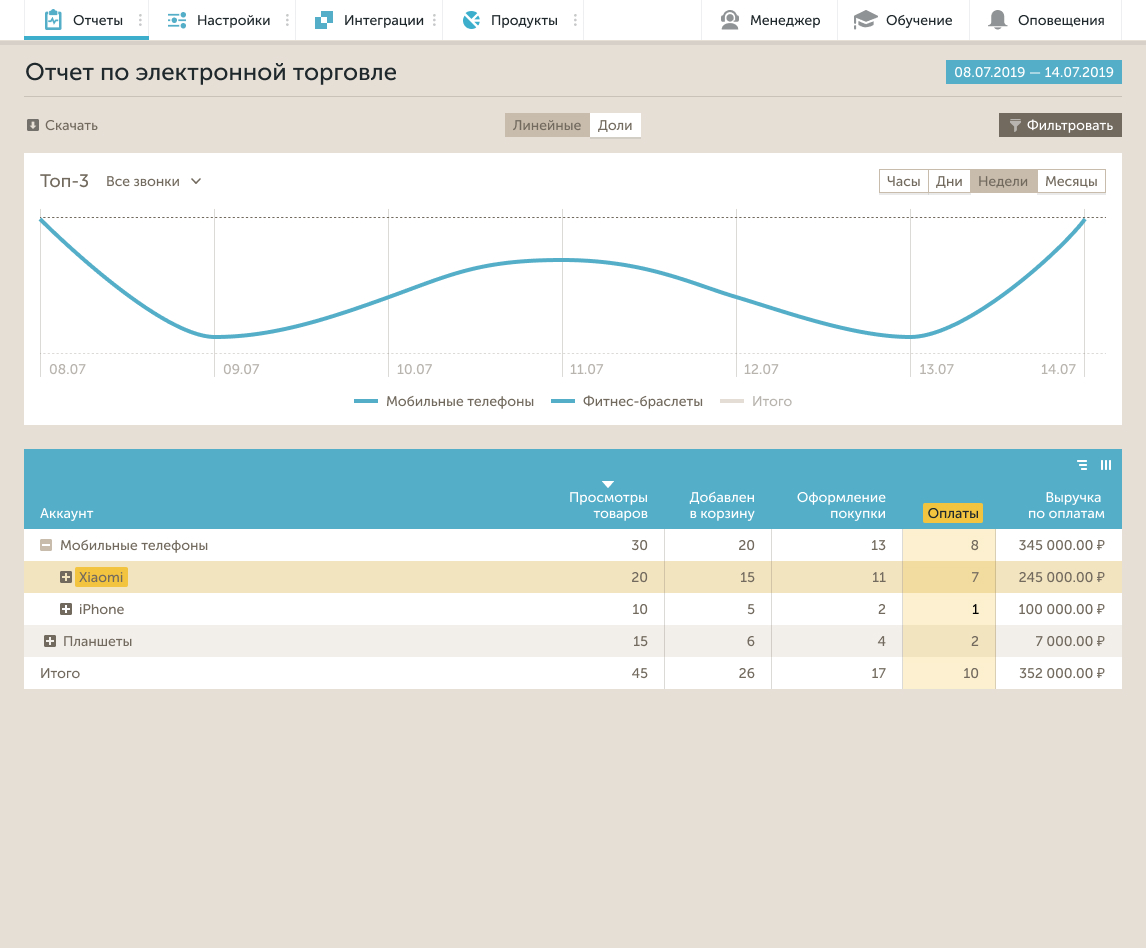 Отчеты Настройки Интеграции Продукты Менеджер Обучение Оповещения
Отчет по электронной торговле 08.07.2019 — 14.07.2019
Скачать Линейные Доли Фильтровать
Топ-3 Все звонки Часы Дни Недели Месяцы
08.07 09.07 10.07 11.07 12.07 13.07 14.07
Мобильные телефоны Фитнес-браслеты Итого
Просмотры Добавлен Оформление Выручка
Аккаунт товаров в корзину покупки Оплаты по оплатам
Мобильные телефоны 30 20 13 8 345 000.00 ₽
Xiaomi 20 15 11 7 245 000.00 ₽
iPhone 10 5 2 1 100 000.00 ₽
Планшеты 15 6 4 2 7 000.00 ₽
Итого 45 26 17 10 352 000.00 ₽